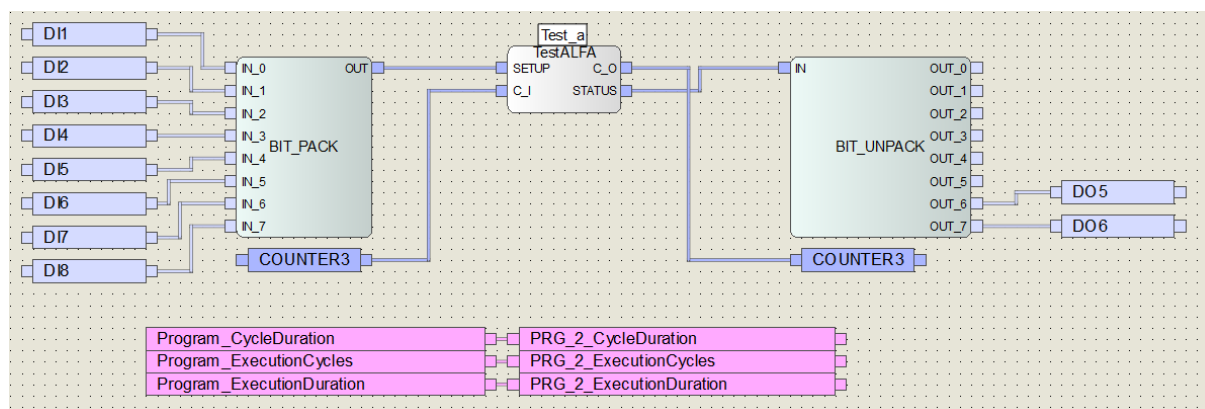 DI1
DI2
DI3
DI4
DI5
DI6
DI7
DI8
IN_0 OUT
IN_1
IN_2
IN_3
BIT_PACK
IN_4
IN_5
IN_6
IN_7
COUNTER3
Test_a
TestALFA
SETUP C_O
C_I STATUS
IN OUT_0
OUT_1
OUT_2
OUT_3
BIT_UNPACK
OUT_4
OUT_5
OUT_6
OUT_7
COUNTER3
DO5
DO6
Program_CycleDuration PRG_2_CycleDuration
Program_ExecutionCycles PRG_2_ExecutionCycles
Program_ExecutionDuration PRG_2_ExecutionDuration